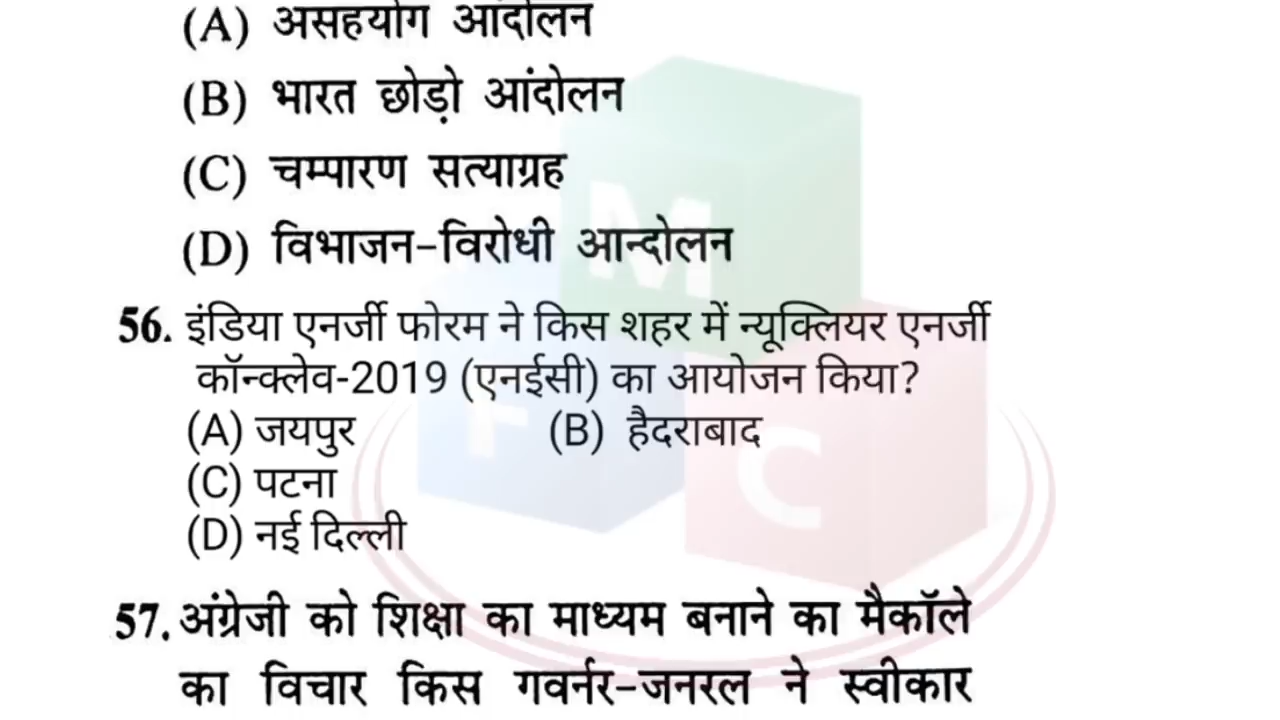 (A) असहयोग आंदोलन
(B) भारत छोड़ो आंदोलन
(C) चम्पारण सत्याग्रह
(D) विभाजन-विरोधी आन्दोलन
56. इंडिया एनर्जी फोरम ने किस शहर में न्यूक्लियर एनर्जी
कॉन्क्लेव-2019 (एनईसी) का आयोजन किया?
(A) जयपुर (B) हैदराबाद
(C) पटना
(D) नई दिल्ली
57. अंग्रेजी को शिक्षा का माध्यम बनाने का मैकॉले
का विचार किस गवर्नर-जनरल ने स्वीकार
M
F
C